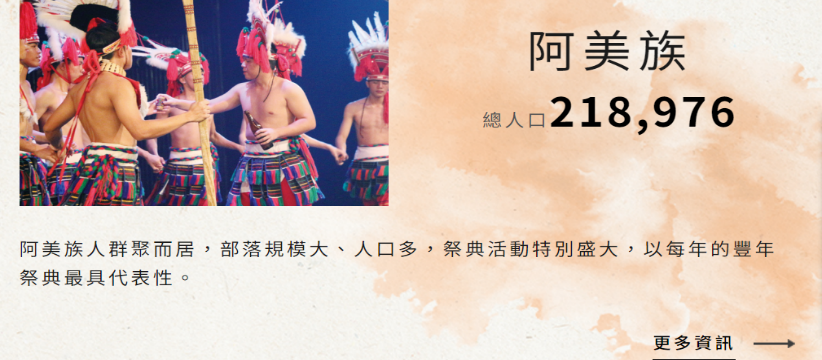 阿美族
總人口218,976
阿美族人群聚而居，部落規模大、人口多，祭典活動特別盛大，以每年的豐年
祭典最具代表性。
更多資訊